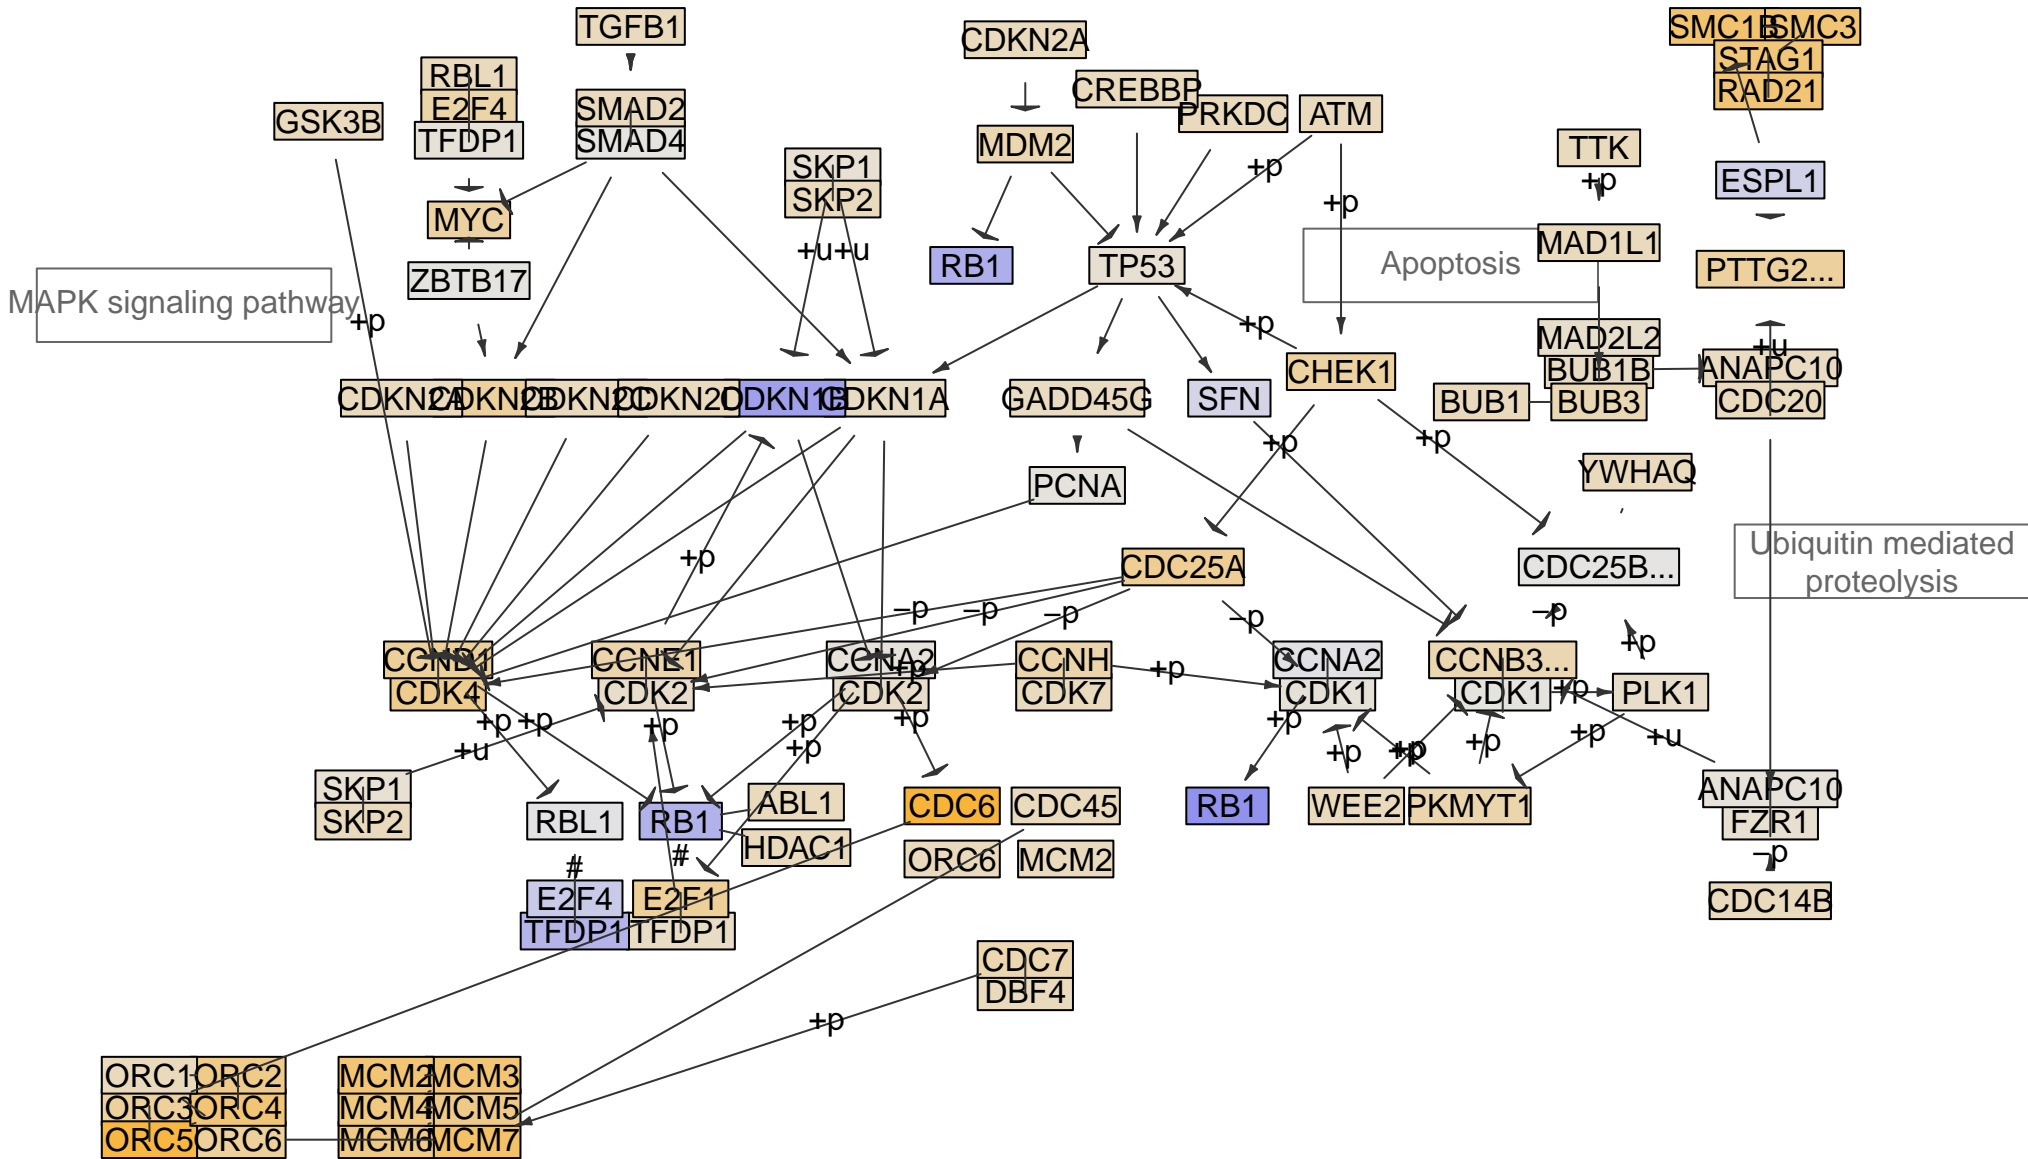 TGFB1
CDKN2A
SMC1B
SMC3
STAG1
RAD21
RBL1
E2F4
TFDP1
GSK3B
SMAD2
SMAD4
CREBBP
PRKDC
ATM
MDM2
TTK
+p
SKP1
SKP2
ESPL1
+p
+p
MYC
ZBTB17
+u
+u
RB1
TP53
Apoptosis
MAD1L1
PTTG2...
MAPK signaling pathway
+p
+p
MAD2L2
BUB1B
BUB3
BUB1
+u
ANAPC10
CDC20
CHEK1
CDKN2A
CDKN2B
CDKN2C
CDKN2D
CDKN1B
CDKN1A
GADD45G
SFN
+p
+p
PCNA
YWHAQ
Ubiquitin mediated
proteolysis
+p
CDC25A
CDC25B...
−p
−p
−p
−p
−p
+p
CCND1
CDK4
CCNE1
CDK2
CCNA2
CDK2
+p
CCNH
CDK7
+p
CCNA2
CDK1
CCNB3...
CDK1
+p
PLK1
+p
+p
+u
+p
+p
+p
+p
+p
+p
+p
+p
+p
+p
+u
SKP1
SKP2
RBL1
RB1
ABL1
HDAC1
CDC6
CDC45
ORC6
MCM2
RB1
WEE2
PKMYT1
ANAPC10
FZR1
−p
CDC14B
#
#
E2F4
TFDP1
E2F1
TFDP1
CDC7
DBF4
+p
ORC1
ORC2
ORC3
ORC4
ORC5
ORC6
MCM2
MCM3
MCM4
MCM5
MCM6
MCM7